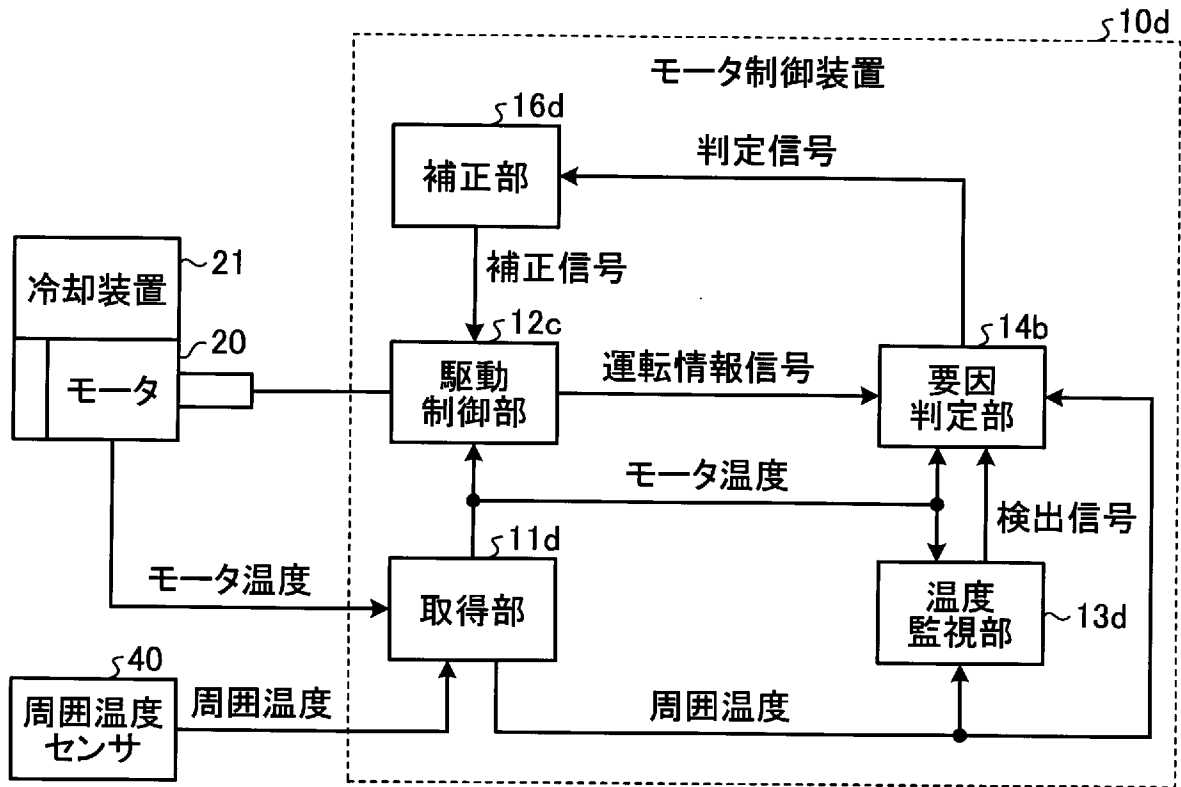 10d
モータ制御装置
16d
補正部
判定信号
補正信号
冷却装置
21
20
モータ
12c
駆動
制御部
運転情報信号
14b
要因
判定部
モータ温度
検出信号
11d
取得部
モータ温度
温度
監視部
13d
40
周囲温度
センサ
周囲温度
周囲温度